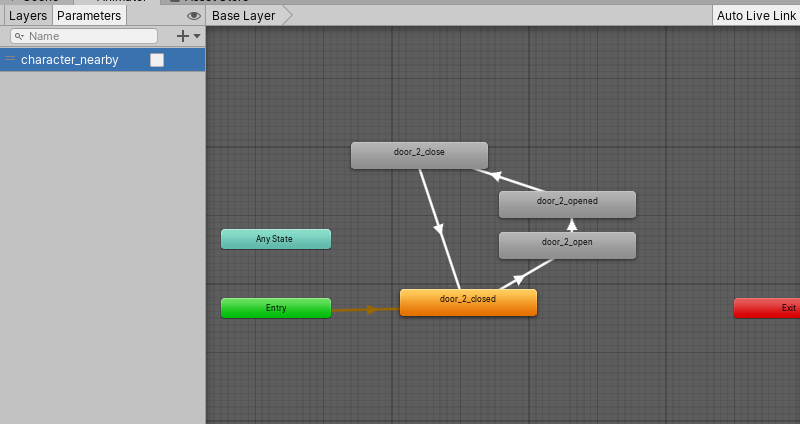 Layers Parameters
Base Layer
Auto Live Link
Name
character_nearby
door_2_close
door_2_opened
door_2_open
Any State
door_2_closed
Entry
Exit